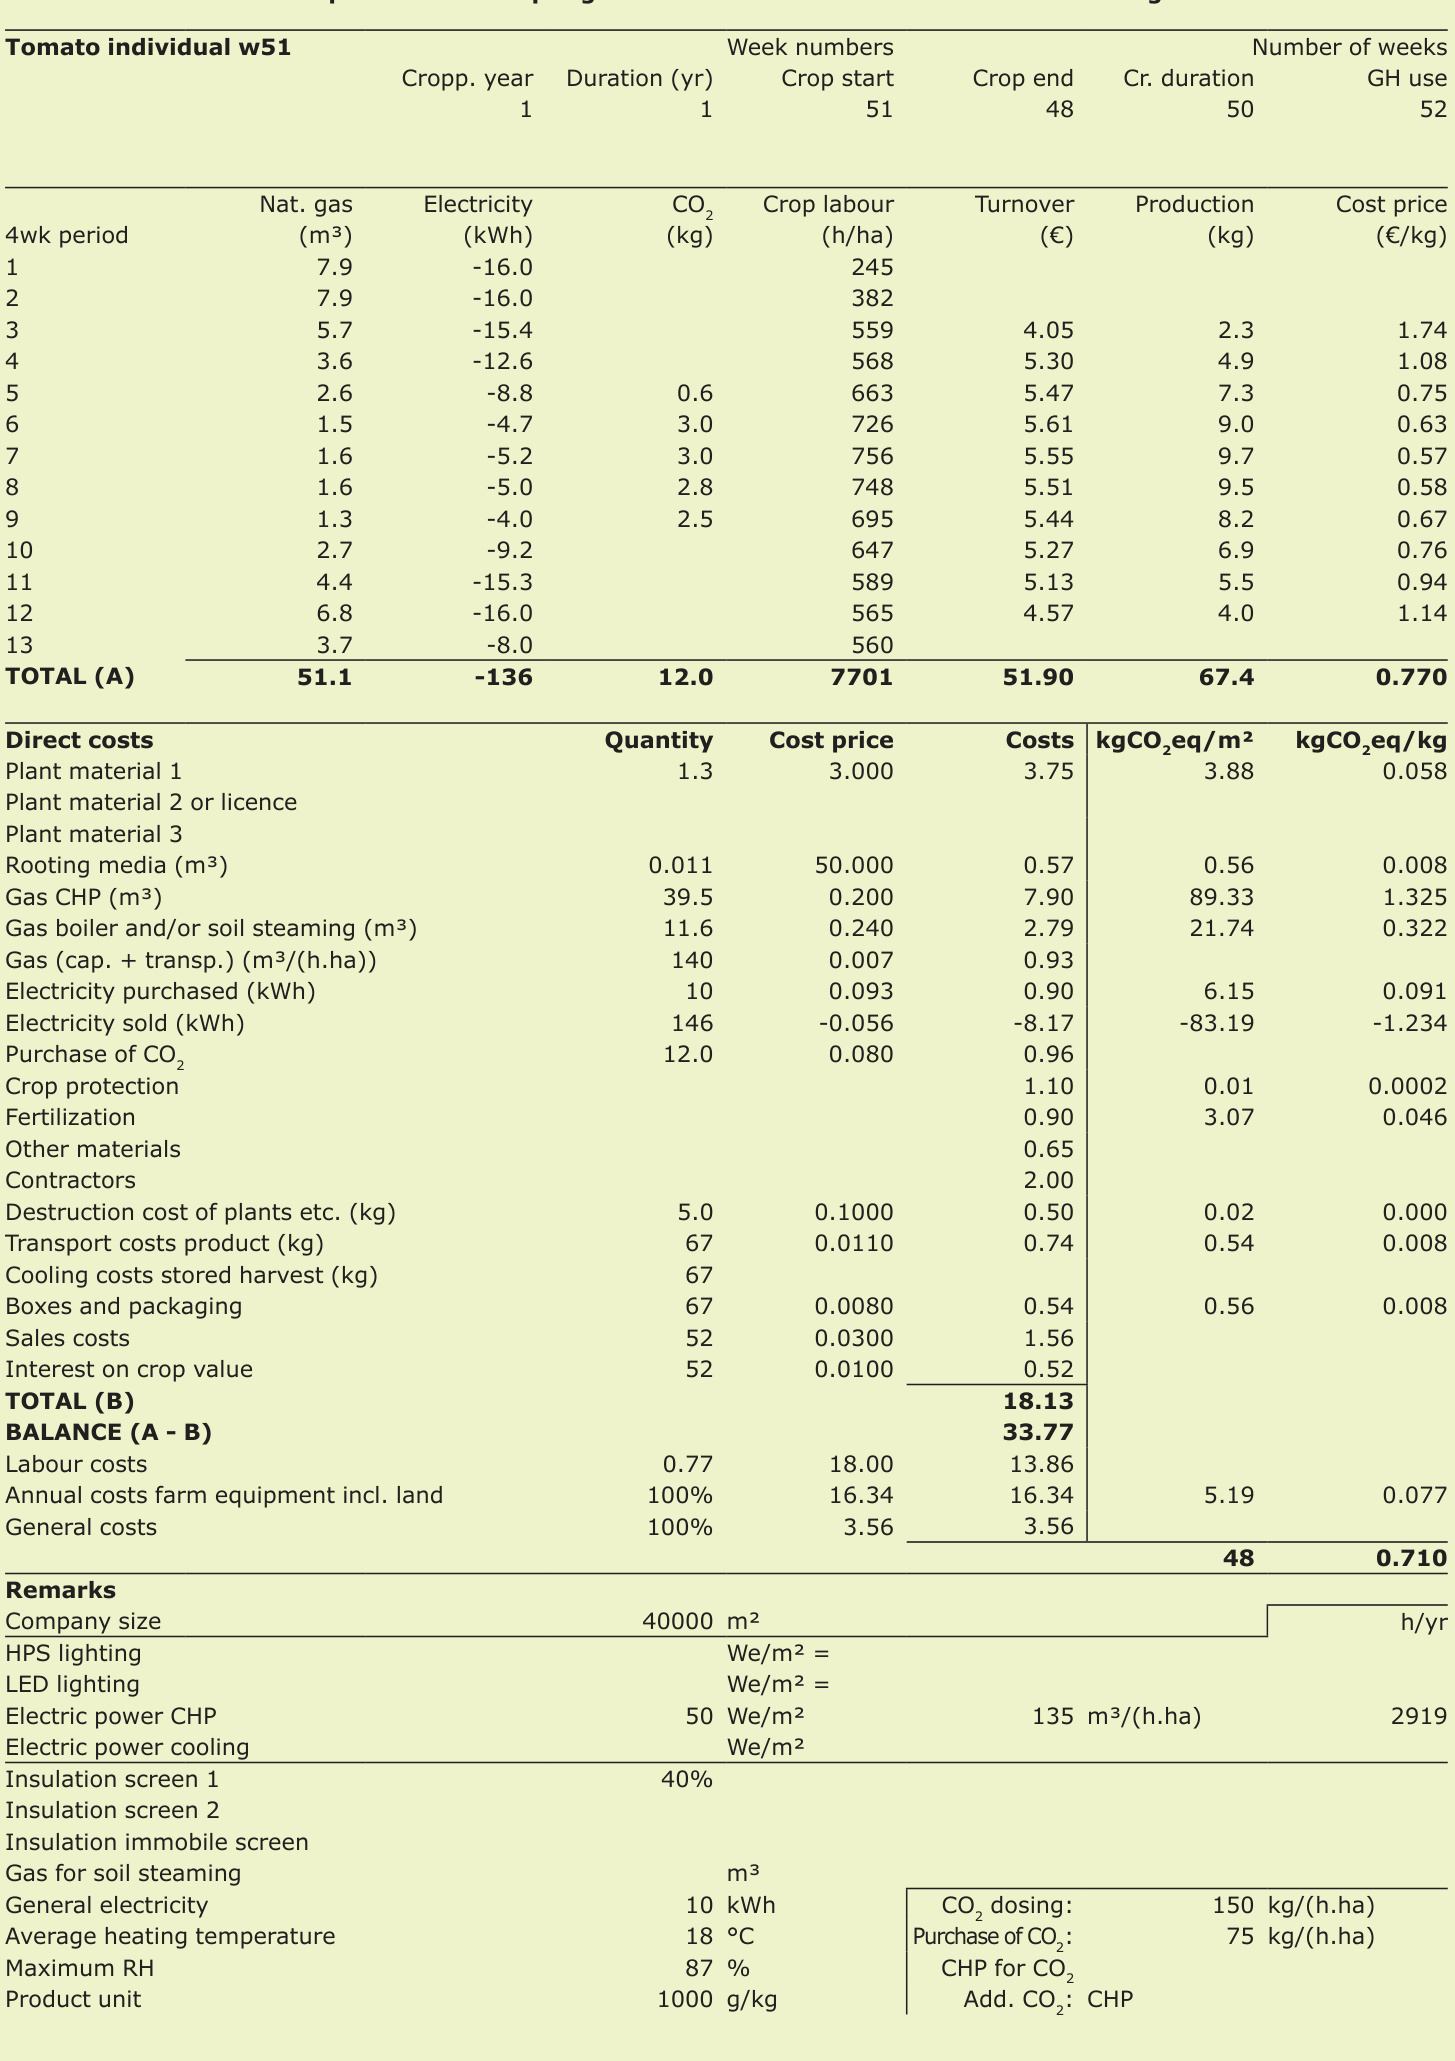 Tomato individual w51 Week numbers Number of weeks
Cropp. year Duration (yr) Crop start Crop end Cr. duration GH use
1 1 51 48 50 52
Nat. gas Electricity CO₂ Crop labour Turnover Production Cost price
4wk period (m³) (kWh) (kg) (h/ha) (€) (kg) (€/kg)
1 7.9 -16.0 245
2 7.9 -16.0 382
3 5.7 -15.4 559 4.05 2.3 1.74
4 3.6 -12.6 568 5.30 4.9 1.08
5 2.6 -8.8 0.6 663 5.47 7.3 0.75
6 1.5 -4.7 3.0 726 5.61 9.0 0.63
7 1.6 -5.2 3.0 756 5.55 9.7 0.57
8 1.6 -5.0 2.8 748 5.51 9.5 0.58
9 1.3 -4.0 2.5 695 5.44 8.2 0.67
10 2.7 -9.2 647 5.27 6.9 0.76
11 4.4 -15.3 589 5.13 5.5 0.94
12 6.8 -16.0 565 4.57 4.0 1.14
13 3.7 -8.0 560
TOTAL (A) 51.1 -136 12.0 7701 51.90 67.4 0.770
Direct costs Quantity Cost price Costs kgCO₂eq/m² kgCO₂eq/kg
Plant material 1 1.3 3.000 3.75 3.88 0.058
Plant material 2 or licence
Plant material 3
Rooting media (m³) 0.011 50.000 0.57 0.56 0.008
Gas CHP (m³) 39.5 0.200 7.90 89.33 1.325
Gas boiler and/or soil steaming (m³) 11.6 0.240 2.79 21.74 0.322
Gas (cap. + transp.) (m³/(h.ha)) 140 0.007 0.93
Electricity purchased (kWh) 10 0.093 0.90 6.15 0.091
Electricity sold (kWh) 146 -0.056 -8.17 -83.19 -1.234
Purchase of CO₂ 12.0 0.080 0.96
Crop protection 1.10 0.01 0.0002
Fertilization 0.90 3.07 0.046
Other materials 0.65
Contractors 2.00
Destruction cost of plants etc. (kg) 5.0 0.1000 0.50 0.02 0.000
Transport costs product (kg) 67 0.0110 0.74 0.54 0.008
Cooling costs stored harvest (kg) 67
Boxes and packaging 67 0.0080 0.54 0.56 0.008
Sales costs 52 0.0300 1.56
Interest on crop value 52 0.0100 0.52
TOTAL (B) 18.13
BALANCE (A - B) 33.77
Labour costs 0.77 18.00 13.86
Annual costs farm equipment incl. land 100% 16.34 16.34 5.19 0.077
General costs 100% 3.56 3.56
48 0.710
Remarks
Company size 40000 m² h/yr
HPS lighting We/m² =
LED lighting We/m² =
Electric power CHP 50 We/m² 135 m³/(h.ha) 2919
Electric power cooling We/m²
Insulation screen 1 40%
Insulation screen 2
Insulation immobile screen
Gas for soil steaming m³
General electricity 10 kWh CO₂ dosing: 150 kg/(h.ha)
Average heating temperature 18 °C Purchase of CO₂: 75 kg/(h.ha)
Maximum RH 87 % CHP for CO₂
Product unit 1000 g/kg Add. CO₂: CHP